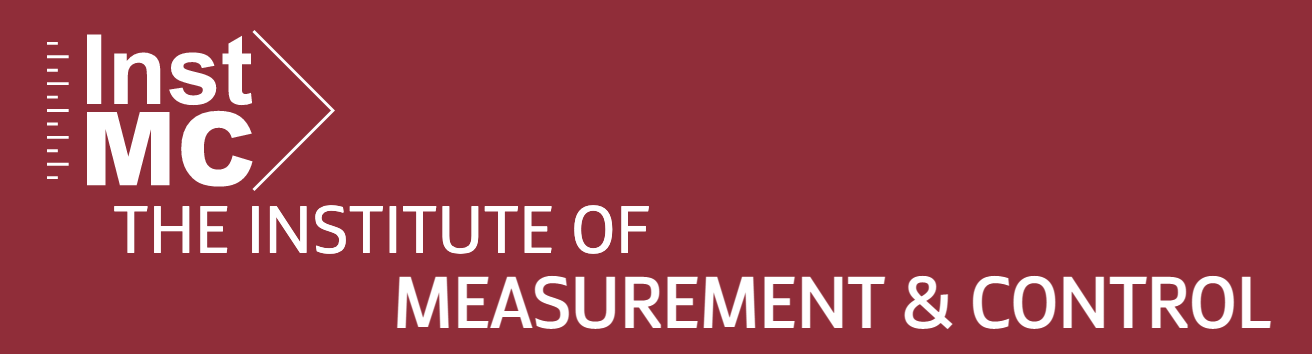 Inst
MC
THE INSTITUTE OF
MEASUREMENT & CONTROL